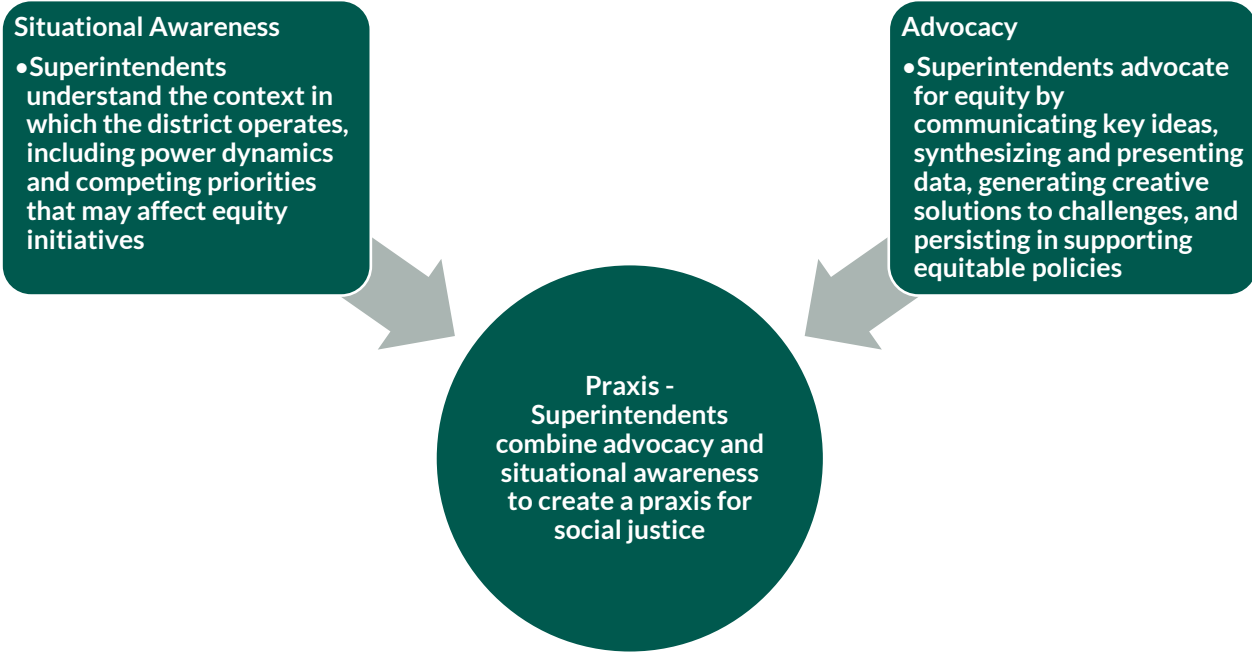 Situational Awareness
•Superintendents
understand the context in
which the district operates,
including power dynamics
and competing priorities
that may affect equity
initiatives
Advocacy
•Superintendents advocate
for equity by
communicating key ideas,
synthesizing and presenting
data, generating creative
solutions to challenges, and
persisting in supporting
equitable policies
Praxis -
Superintendents
combine advocacy and
situational awareness
to create a praxis for
social justice